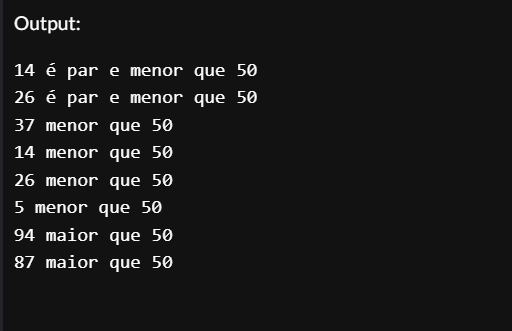 Output:
14 é par e menor que 50
26 é par e menor que 50
37 menor que 50
14 menor que 50
26 menor que 50
5 menor que 50
94 maior que 50
87 maior que 50